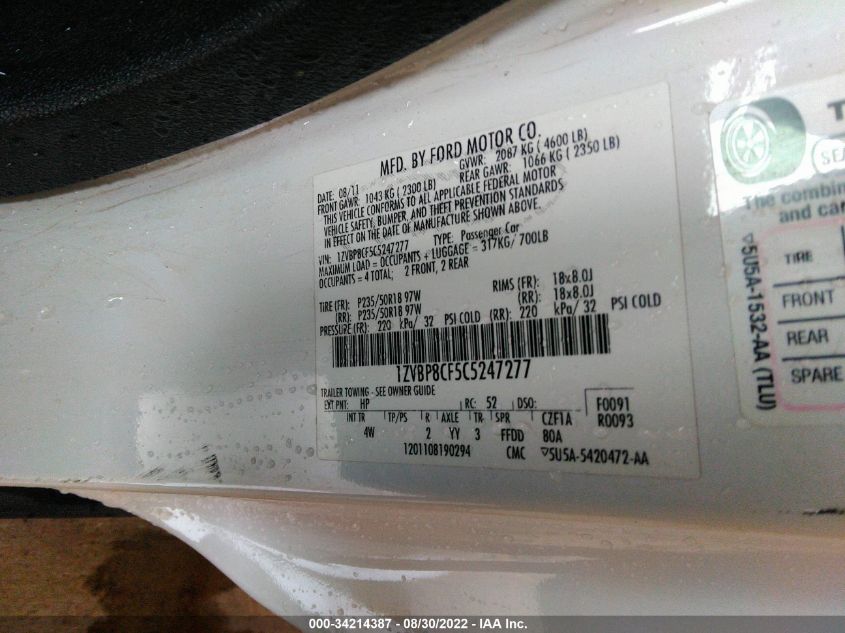 MFD. BY FORD MOTOR CO.
DATE: 08/11 GVWR: 2087 KG ( 4600 LB)
FRONT GAWR: 1043 KG ( 2300 LB) REAR GAWR: 1066 KG ( 2350 LB)
THIS VEHICLE CONFORMS TO ALL APPLICABLE FEDERAL MOTOR
VEHICLE SAFETY, BUMPER, AND THEFT PREVENTION STANDARDS
IN EFFECT ON THE DATE OF MANUFACTURE SHOWN ABOVE.
VIN: 1ZVBP8CF5C5247277 TYPE: Passenger Car
MAXIMUM LOAD = OCCUPANTS + LUGGAGE = 317KG/ 700LB
OCCUPANTS = 4 TOTAL; 2 FRONT, 2 REAR
TIRE (FR): P235/50R18 97W RIMS (FR): 18x8.0J
(RR): P235/50R18 97W (RR): 18x8.0J
PRESSURE (FR): 220 kPa/ 32 PSI COLD (RR): 220 kPa/ 32 PSI COLD
1ZVBP8CF5C5247277
TRAILER TOWING - SEE OWNER GUIDE
EXT PNT: HP RC: 52 DSO: F0091
INT TR TP/PS R AXLE TR SPR CZF1A R0093
4W 2 YY 3 FFDD 80A
1201108190294 CMC ▽5U5A-5420472-AA
The combin
and car
TIRE
FRONT
REAR
SPARE
▽5U5A-1532-AA (TLU)
000-34214387 - 08/30/2022 - IAA Inc.